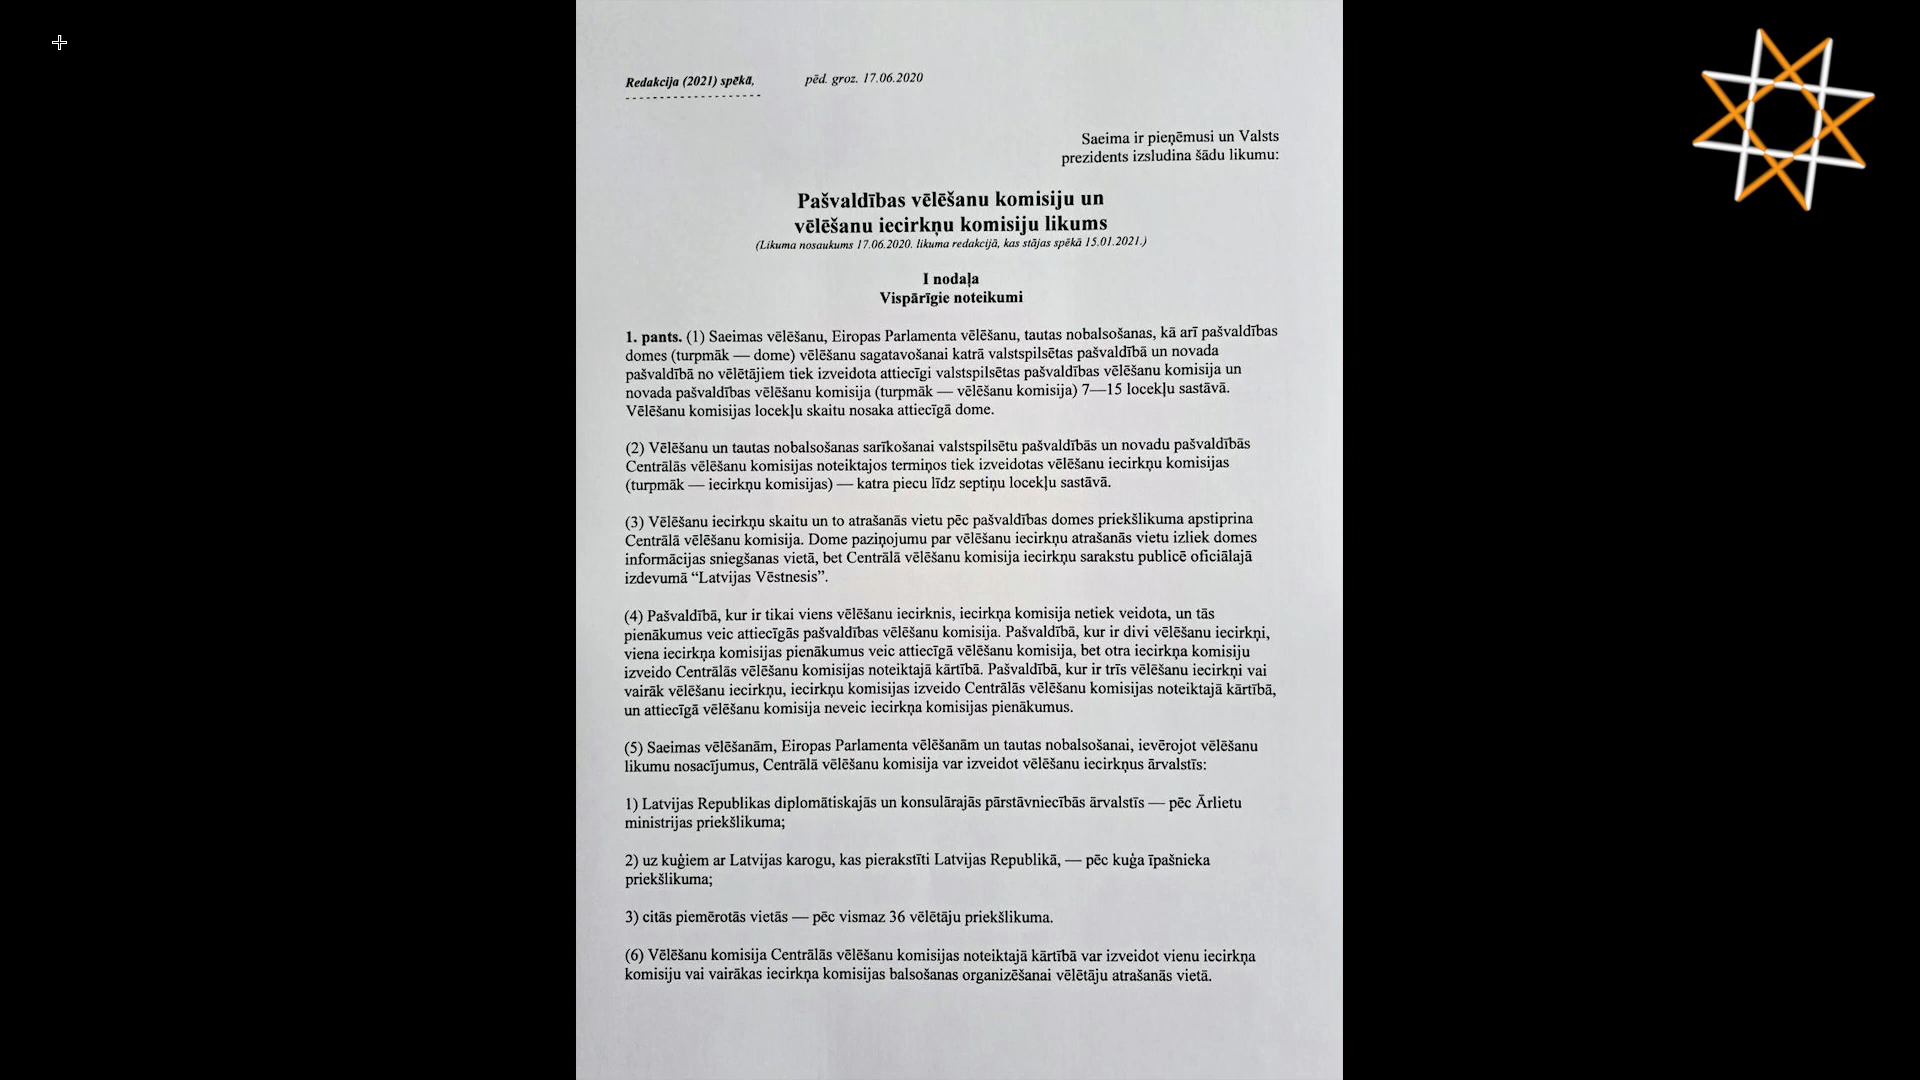 Redakcija (2021) spēkā, pēd. groz. 17.06.2020
Saeima ir pieņēmusi un Valsts
prezidents izsludina šādu likumu:
Pašvaldības vēlēšanu komisiju un
vēlēšanu iecirkņu komisiju likums
(Likuma nosaukums 17.06.2020. likuma redakcijā, kas stājas spēkā 15.01.2021.)
I nodaļa
Vispārīgie noteikumi
1. pants. (1) Saeimas vēlēšanu, Eiropas Parlamenta vēlēšanu, tautas nobalsošanas, kā arī pašvaldības
domes (turpmāk — dome) vēlēšanu sagatavošanai katrā valstspilsētas pašvaldībā un novada
pašvaldībā no vēlētājiem tiek izveidota attiecīgi valstspilsētas pašvaldības vēlēšanu komisija un
novada pašvaldības vēlēšanu komisija (turpmāk — vēlēšanu komisija) 7—15 locekļu sastāvā.
Vēlēšanu komisijas locekļu skaitu nosaka attiecīgā dome.
(2) Vēlēšanu un tautas nobalsošanas sarīkošanai valstspilsētu pašvaldībās un novadu pašvaldībās
Centrālās vēlēšanu komisijas noteiktajos termiņos tiek izveidotas vēlēšanu iecirkņu komisijas
(turpmāk — iecirkņu komisijas) — katra piecu līdz septiņu locekļu sastāvā.
(3) Vēlēšanu iecirkņu skaitu un to atrašanās vietu pēc pašvaldības domes priekšlikuma apstiprina
Centrālā vēlēšanu komisija. Dome paziņojumu par vēlēšanu iecirkņu atrašanās vietu izliek domes
informācijas sniegšanas vietā, bet Centrālā vēlēšanu komisija iecirkņu sarakstu publicē oficiālajā
izdevumā “Latvijas Vēstnesis”.
(4) Pašvaldībā, kur ir tikai viens vēlēšanu iecirknis, iecirkņa komisija netiek veidota, un tās
pienākumus veic attiecīgās pašvaldības vēlēšanu komisija. Pašvaldībā, kur ir divi vēlēšanu iecirkņi,
viena iecirkņa komisijas pienākumus veic attiecīgā vēlēšanu komisija, bet otra iecirkņa komisiju
izveido Centrālās vēlēšanu komisijas noteiktajā kārtībā. Pašvaldībā, kur ir trīs vēlēšanu iecirkņi vai
vairāk vēlēšanu iecirkņu, iecirkņu komisijas izveido Centrālās vēlēšanu komisijas noteiktajā kārtībā,
un attiecīgā vēlēšanu komisija neveic iecirkņa komisijas pienākumus.
(5) Saeimas vēlēšanām, Eiropas Parlamenta vēlēšanām un tautas nobalsošanai, ievērojot vēlēšanu
likumu nosacījumus, Centrālā vēlēšanu komisija var izveidot vēlēšanu iecirkņus ārvalstīs:
1) Latvijas Republikas diplomātiskajās un konsulārajās pārstāvniecībās ārvalstīs — pēc Ārlietu
ministrijas priekšlikuma;
2) uz kuģiem ar Latvijas karogu, kas pierakstīti Latvijas Republikā, — pēc kuģa īpašnieka
priekšlikuma;
3) citās piemērotās vietās — pēc vismaz 36 vēlētāju priekšlikuma.
(6) Vēlēšanu komisija Centrālās vēlēšanu komisijas noteiktajā kārtībā var izveidot vienu iecirkņa
komisiju vai vairākas iecirkņa komisijas balsošanas organizēšanai vēlētāju atrašanās vietā.